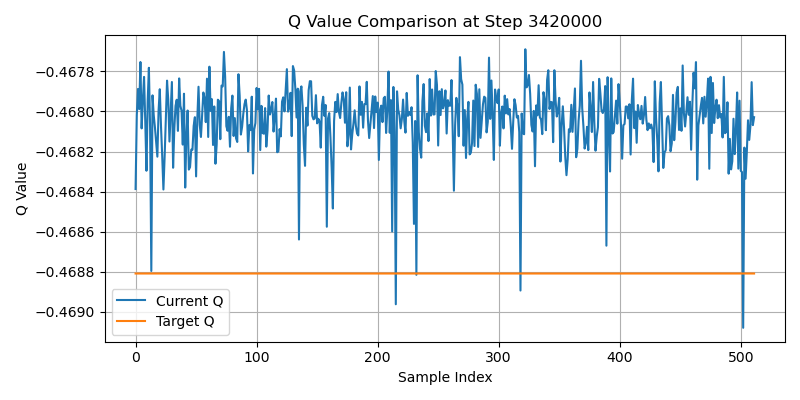 Q Value Comparison at Step 3420000
Q Value
−0.4678
−0.4680
−0.4682
−0.4684
−0.4686
−0.4688
−0.4690
Current Q
Target Q
0 100 200 300 400 500
Sample Index